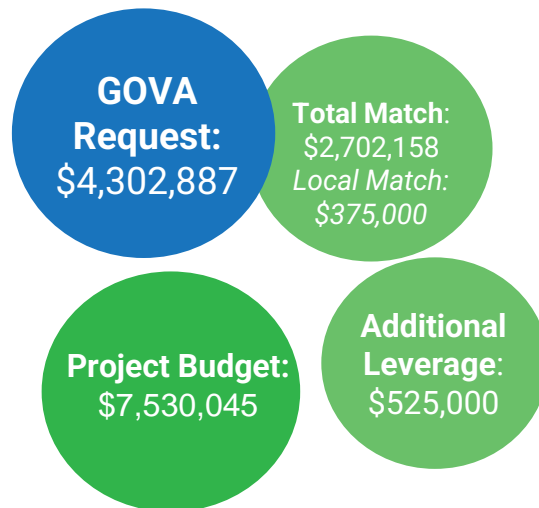 GOVA
Request:
$4,302,887
Total Match:
$2,702,158
Local Match:
$375,000
Project Budget:
$7,530,045
Additional
Leverage:
$525,000